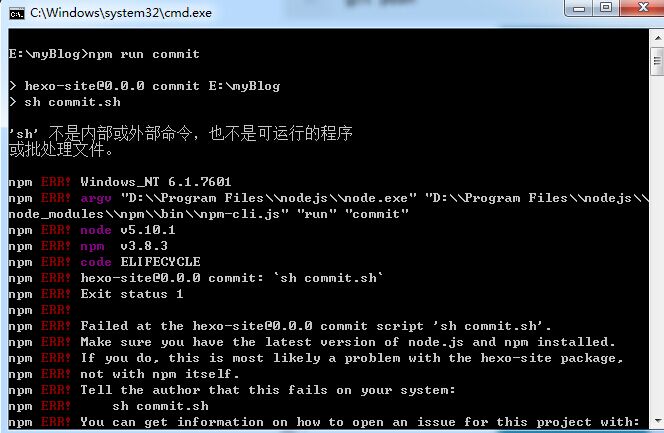 C:\Windows\system32\cmd.exe
E:\myBlog>npm run commit
> hexo-site@0.0.0 commit E:\myBlog
> sh commit.sh
'sh' 不是内部或外部命令，也不是可运行的程序
或批处理文件。
npm ERR! Windows_NT 6.1.7601
npm ERR! argv "D:\\Program Files\\nodejs\\node.exe" "D:\\Program Files\\nodejs\\
node_modules\\npm\\bin\\npm-cli.js" "run" "commit"
npm ERR! node v5.10.1
npm ERR! npm  v3.8.3
npm ERR! code ELIFECYCLE
npm ERR! hexo-site@0.0.0 commit: `sh commit.sh`
npm ERR! Exit status 1
npm ERR!
npm ERR! Failed at the hexo-site@0.0.0 commit script 'sh commit.sh'.
npm ERR! Make sure you have the latest version of node.js and npm installed.
npm ERR! If you do, this is most likely a problem with the hexo-site package,
npm ERR! not with npm itself.
npm ERR! Tell the author that this fails on your system:
npm ERR!     sh commit.sh
npm ERR! You can get information on how to open an issue for this project with: